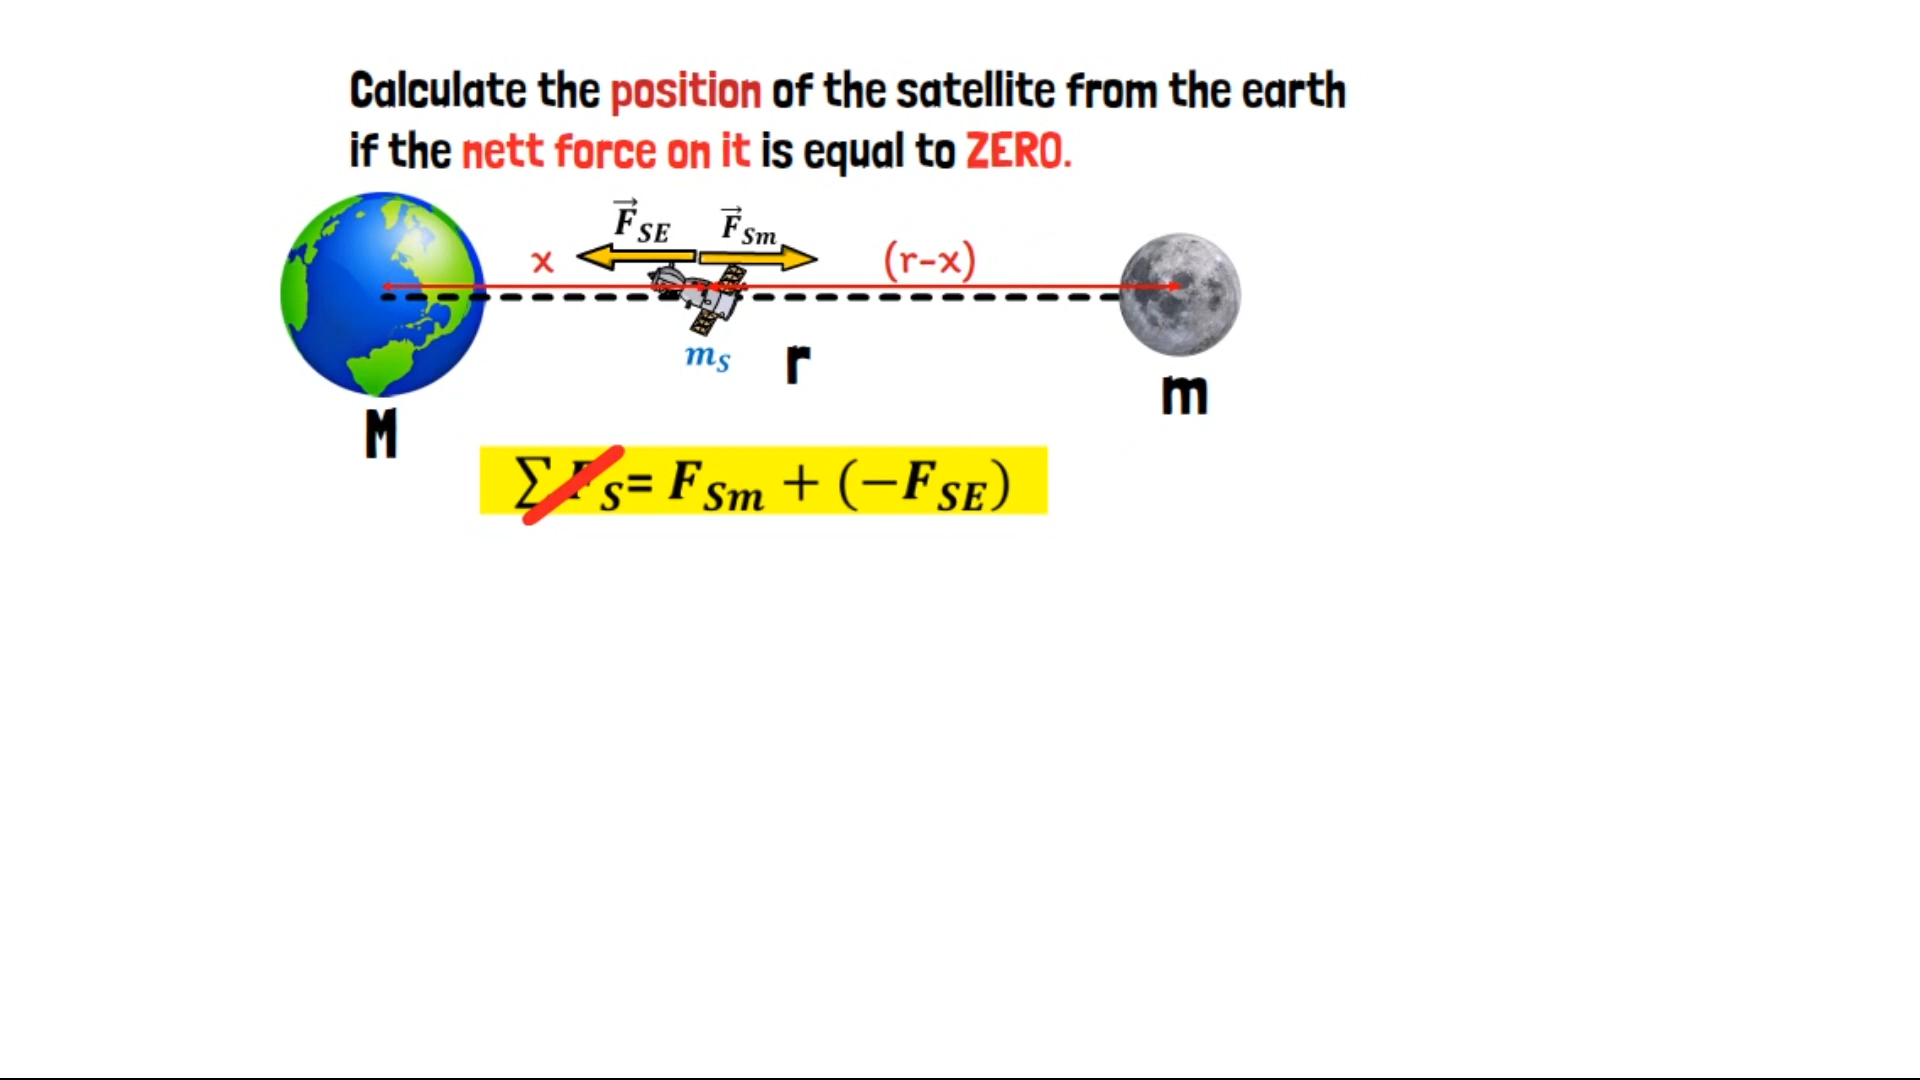 Calculate the position of the satellite from the earth
if the nett force on it is equal to ZERO.
F⃗SE F⃗Sm
x (r-x)
mS r
m
M
∑FS= FSm + (−FSE)